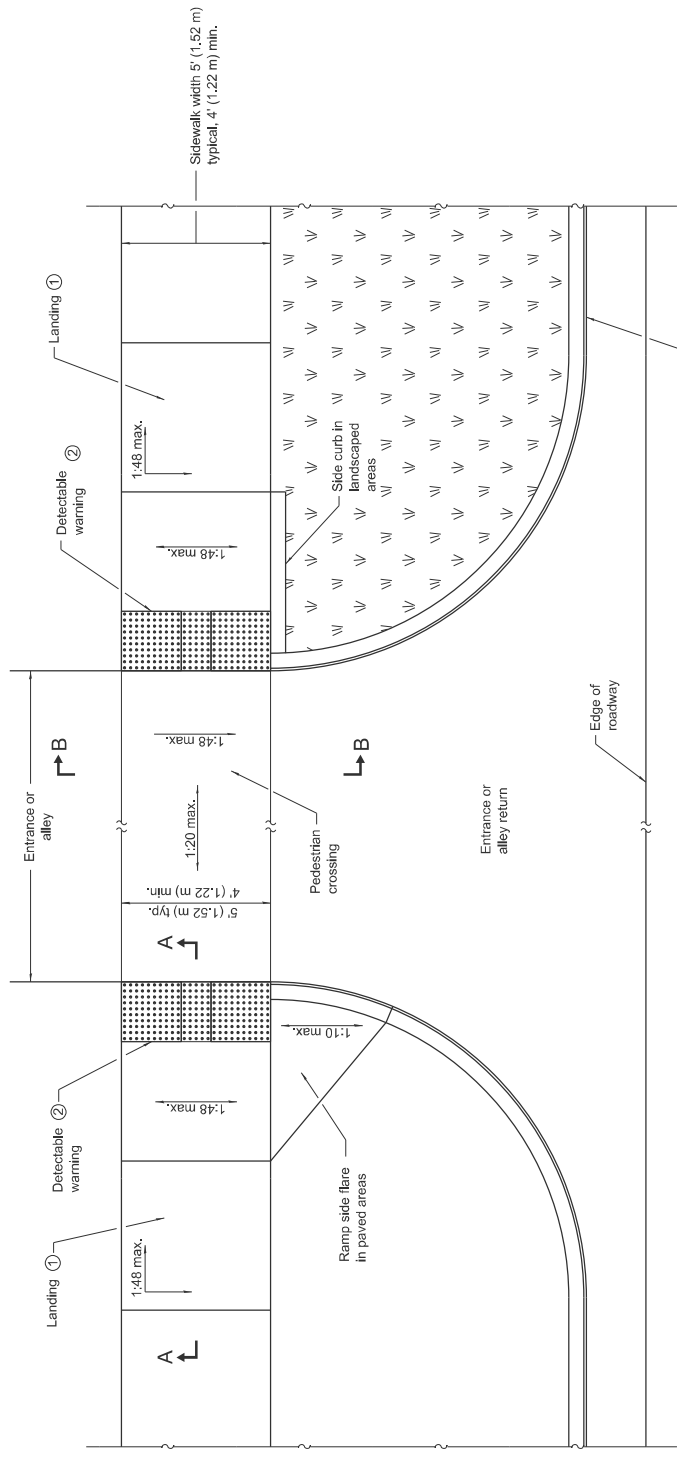 Sidewalk width 5' (1.52 m)
typical, 4' (1.22 m) min.
Landing ①
1:48 max.
Detectable ②
warning
1:48 max.
Side curb in
landscaped
areas
B
B
Entrance or
alley
1:48 max.
1:20 max.
Pedestrian
crossing
5' (1.52 m) typ.
4' (1.22 m) min.
Edge of
roadway
Entrance or
alley return
A
Detectable ②
warning
1:48 max.
1:10 max.
Ramp side flare
in paved areas
Landing ①
1:48 max.
A